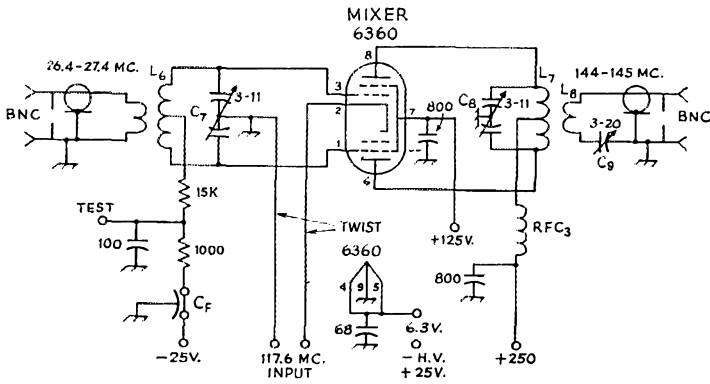 MIXER
6360
8
26.4-27.4 MC.
L6
L7
144-145 MC.
L8
3
3-11
C7
2
7
800
C8
3-11
BNC
BNC
1
3-20
C9
6
15K
TEST
TWIST
+125V.
RFC3
100
1000
6360
4 9 5
800
CF
68
6.3V.
-25V.
117.6 MC.
INPUT
- H.V.
+25V.
+250